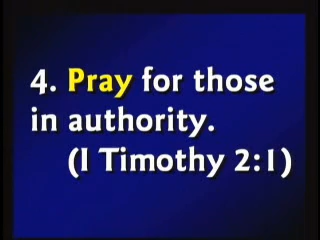 4. Pray for those
in authority.
(I Timothy 2:1)